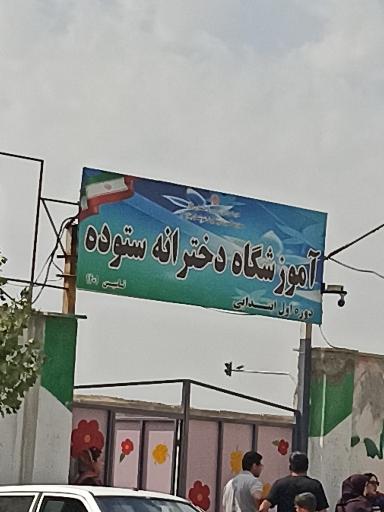 آموزشگاه دخترانه ستوده
دوره اول ابتدایی